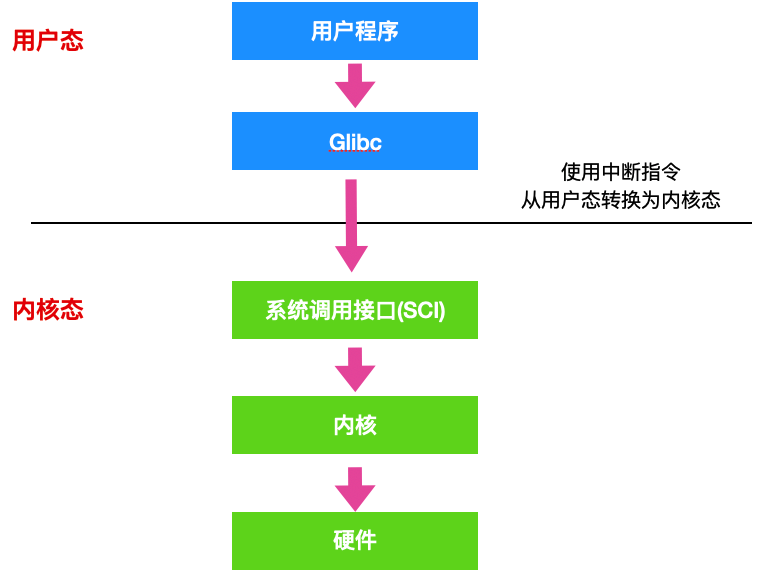 用户态
用户程序
Glibc
使用中断指令
从用户态转换为内核态
内核态
系统调用接口(SCI)
内核
硬件